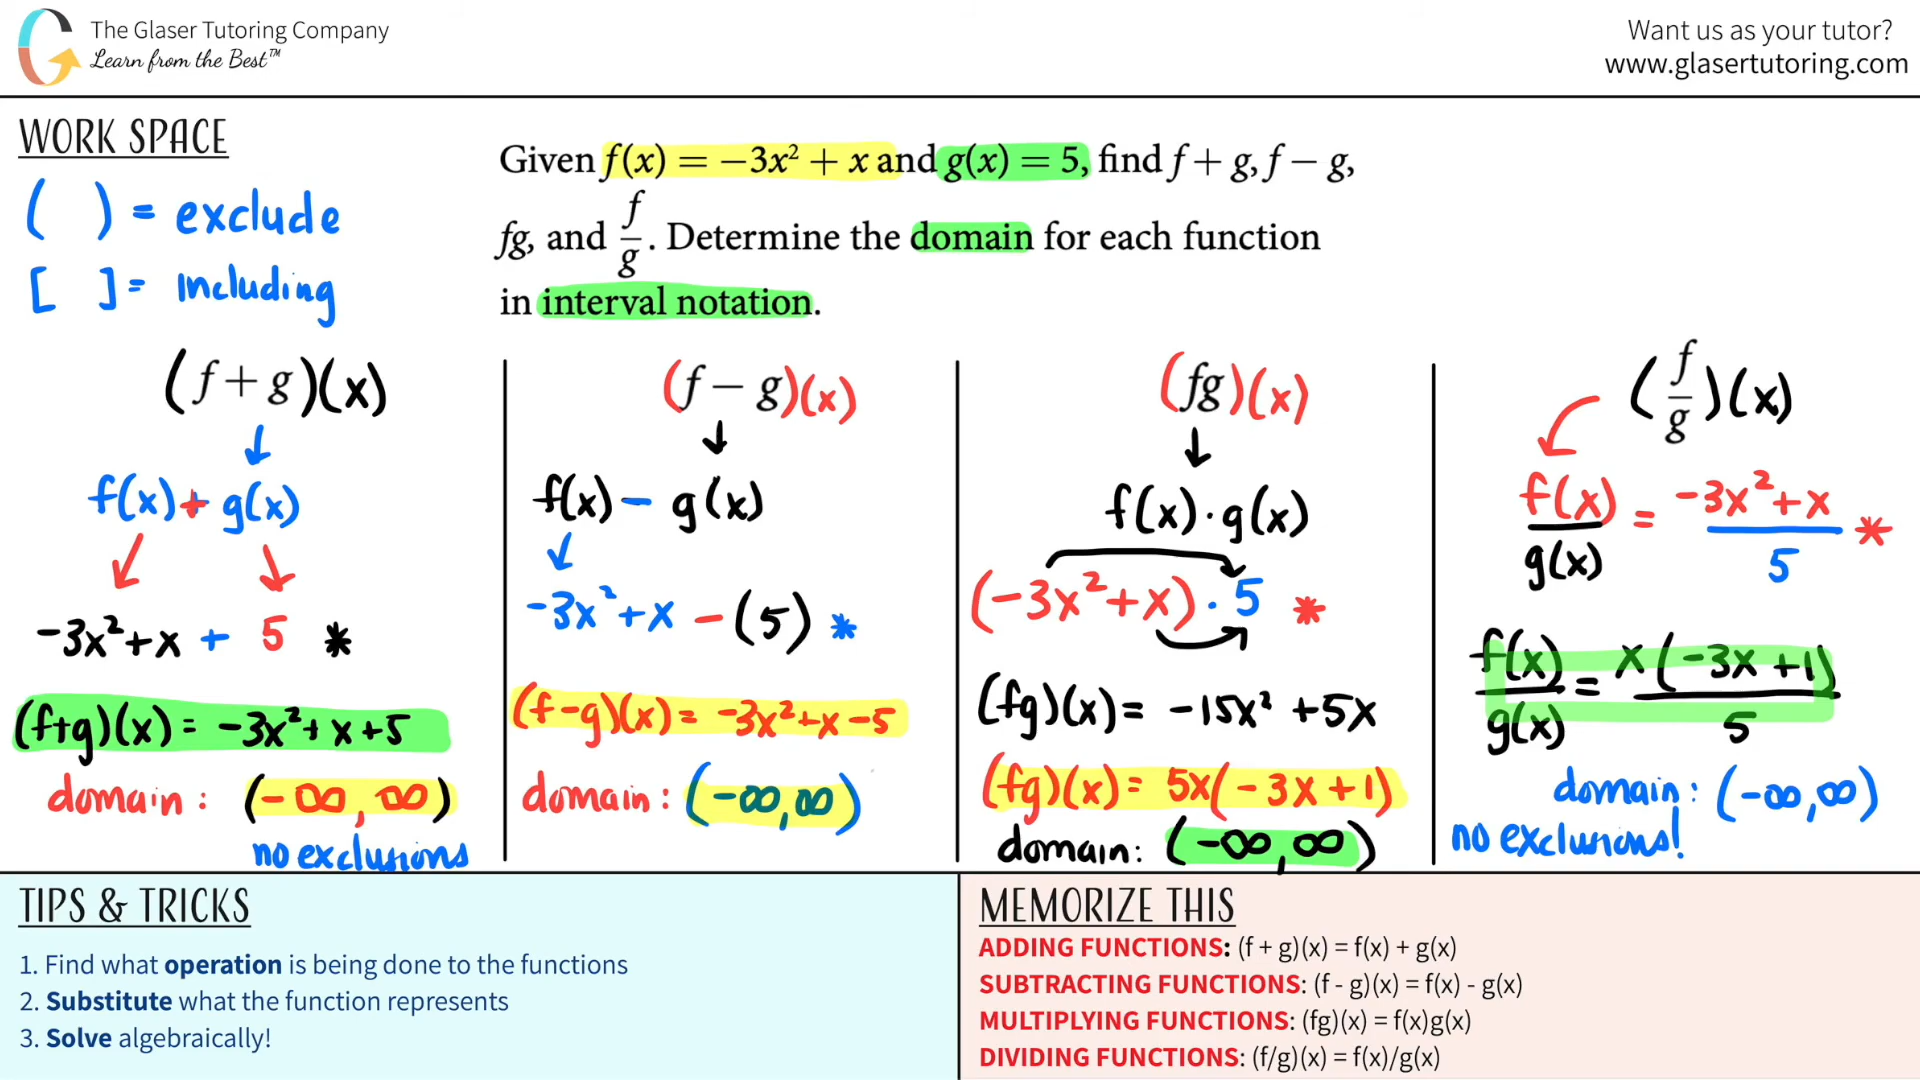 The Glaser Tutoring Company
Learn from the Best™
Want us as your tutor?
www.glasertutoring.com
WORK SPACE
( ) = exclude
[ ] = including
Given f(x) = −3x² + x and g(x) = 5, find f + g, f − g,
fg, and f/g. Determine the domain for each function
in interval notation.
(f+g)(x)
f(x)+ g(x)
-3x²+x + 5 *
(f+g)(x) = -3x²+x+5
domain: (-∞,∞)
no exclusions
(f − g)(x)
f(x) - g(x)
-3x²+x - (5) *
(f-g)(x) = -3x²+x-5
domain: (-∞,∞)
(fg)(x)
f(x)·g(x)
(-3x²+x)·5 *
(fg)(x) = -15x²+5x
(fg)(x) = 5x(-3x+1)
domain: (-∞,∞)
(f/g)(x)
f(x)/g(x) = -3x²+x/5 *
f(x)/g(x) = x(-3x+1)/5
domain: (-∞,∞)
no exclusions!
TIPS & TRICKS
1. Find what operation is being done to the functions
2. Substitute what the function represents
3. Solve algebraically!
MEMORIZE THIS
ADDING FUNCTIONS: (f + g)(x) = f(x) + g(x)
SUBTRACTING FUNCTIONS: (f - g)(x) = f(x) - g(x)
MULTIPLYING FUNCTIONS: (fg)(x) = f(x)g(x)
DIVIDING FUNCTIONS: (f/g)(x) = f(x)/g(x)